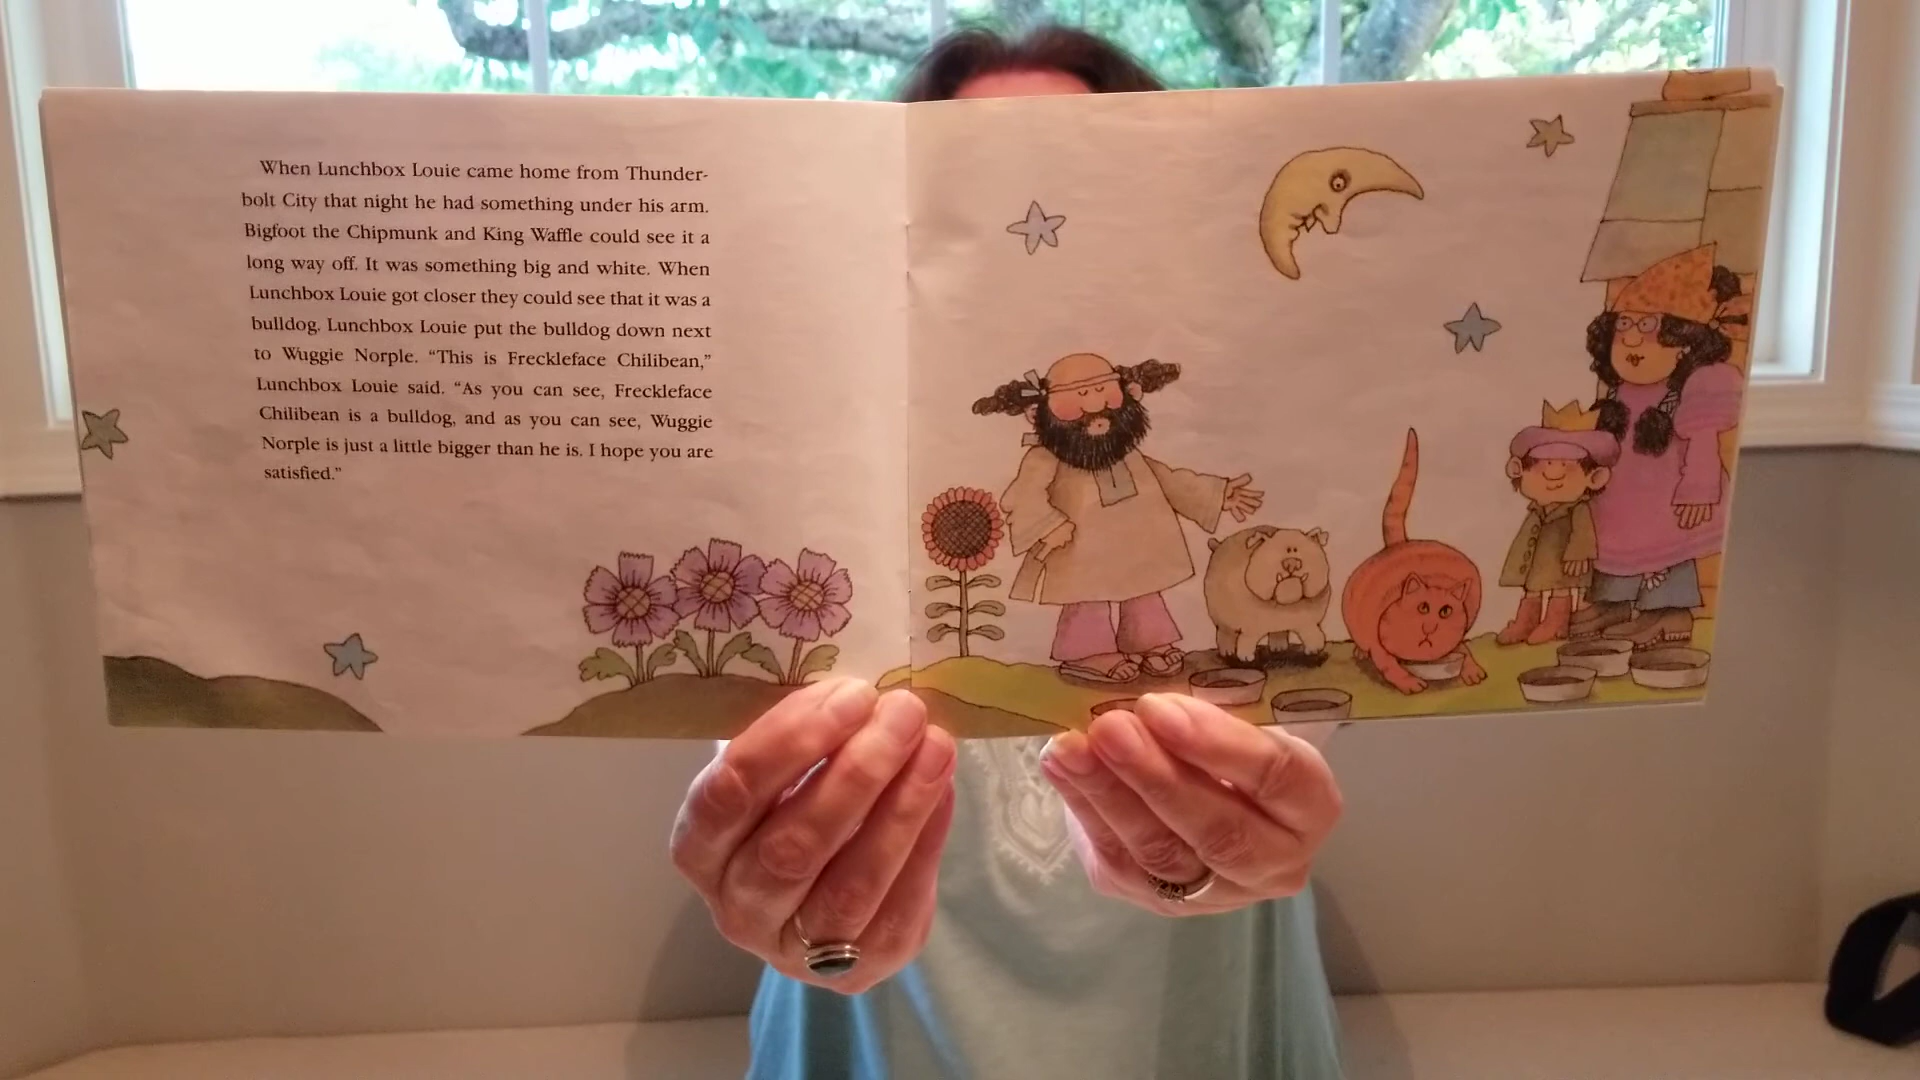 When Lunchbox Louie came home from Thunder-
bolt City that night he had something under his arm.
Bigfoot the Chipmunk and King Waffle could see it a
long way off. It was something big and white. When
Lunchbox Louie got closer they could see that it was a
bulldog. Lunchbox Louie put the bulldog down next
to Wuggie Norple. “This is Freckleface Chilibean,”
Lunchbox Louie said. “As you can see, Freckleface
Chilibean is a bulldog, and as you can see, Wuggie
Norple is just a little bigger than he is. I hope you are
satisfied.”